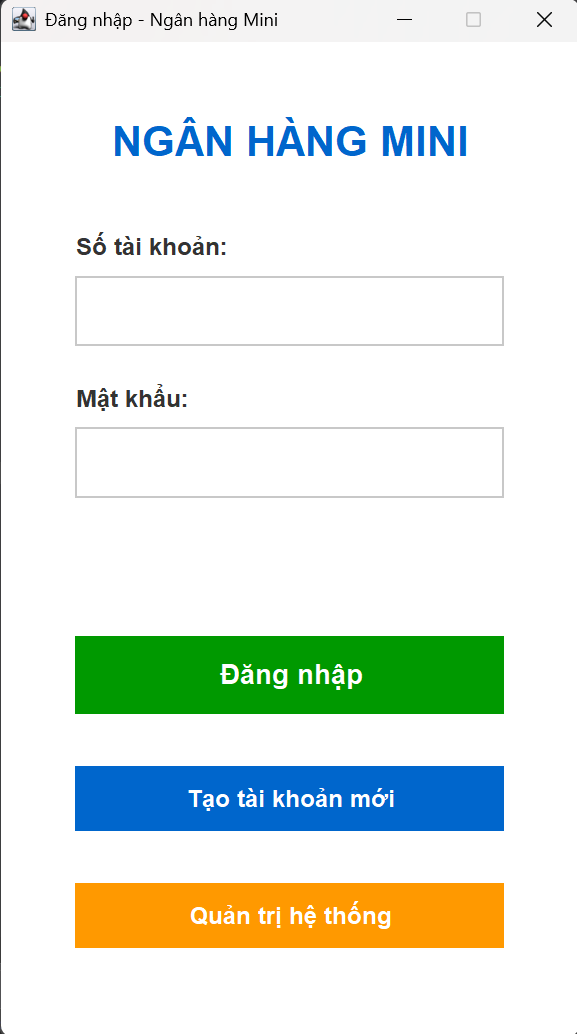 Đăng nhập - Ngân hàng Mini
NGÂN HÀNG MINI
Số tài khoản:
Mật khẩu:
Đăng nhập
Tạo tài khoản mới
Quản trị hệ thống